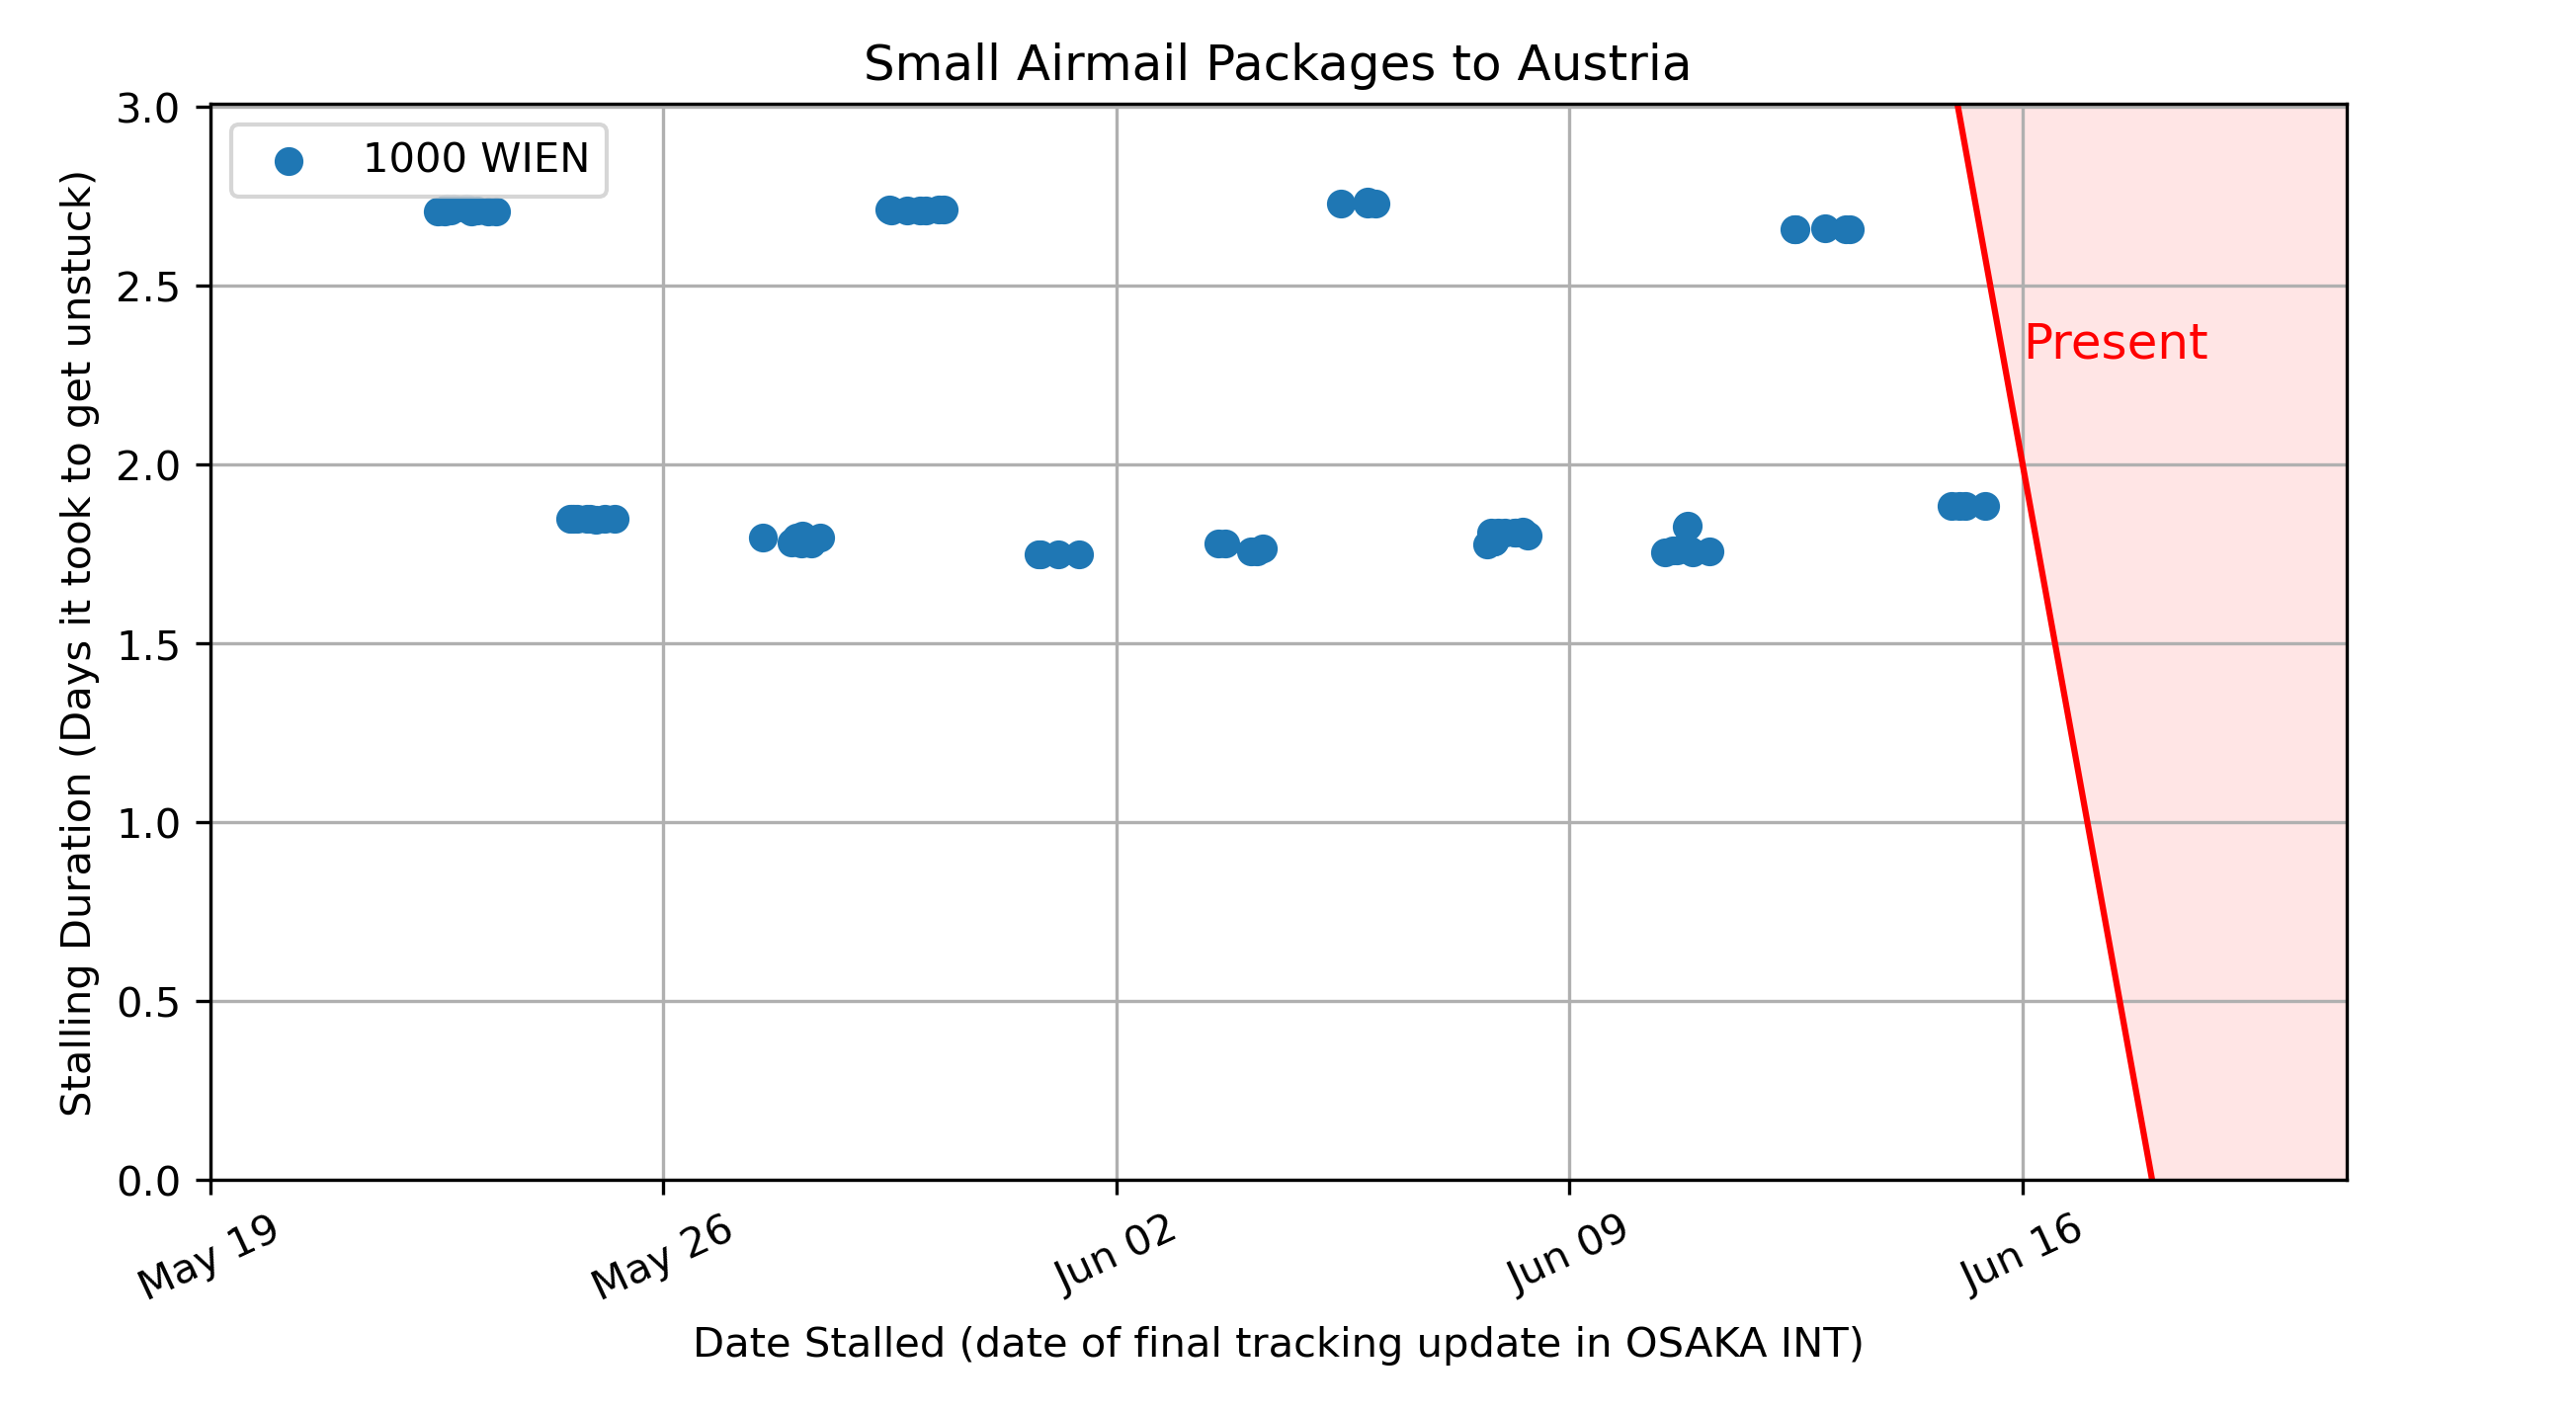 Small Airmail Packages to Austria
Stalling Duration (Days it took to get unstuck)
3.0
2.5
2.0
1.5
1.0
0.5
0.0
1000 WIEN
Present
May 19
May 26
Jun 02
Jun 09
Jun 16
Date Stalled (date of final tracking update in OSAKA INT)